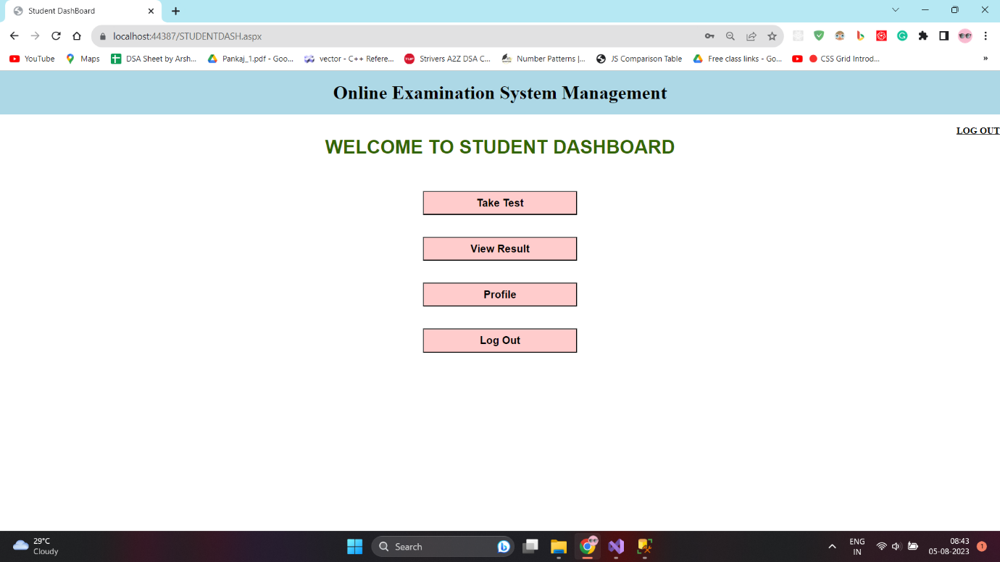 Student DashBoard
localhost:44387/STUDENTDASH.aspx
YouTube
Maps
DSA Sheet by Arsh...
Pankaj_1.pdf - Goo...
vector - C++ Refere...
Strivers A2Z DSA C...
Number Patterns |...
JS Comparison Table
Free class links - Go...
CSS Grid Introd...
»
Online Examination System Management
LOG OUT
WELCOME TO STUDENT DASHBOARD
Take Test
View Result
Profile
Log Out
29°C
Cloudy
Search
ENG
IN
08:43
05-08-2023
1